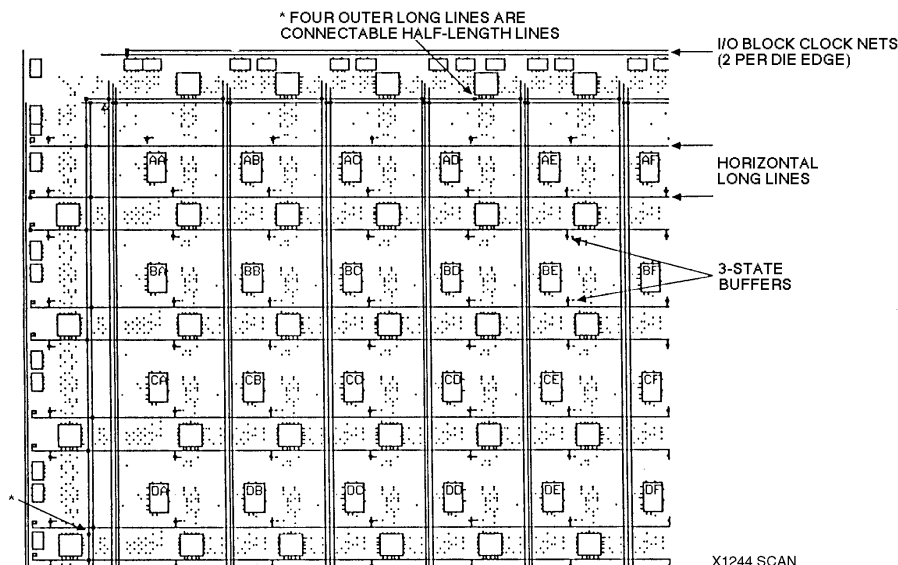 * FOUR OUTER LONG LINES ARE
CONNECTABLE HALF-LENGTH LINES
I/O BLOCK CLOCK NETS
(2 PER DIE EDGE)
AA AB AC AD AE AF
HORIZONTAL
LONG LINES
BA BB BC BD BE BF
3-STATE
BUFFERS
CA CB CC CD CE CF
DA DB DC DD DE DF
*
X1244 SCAN